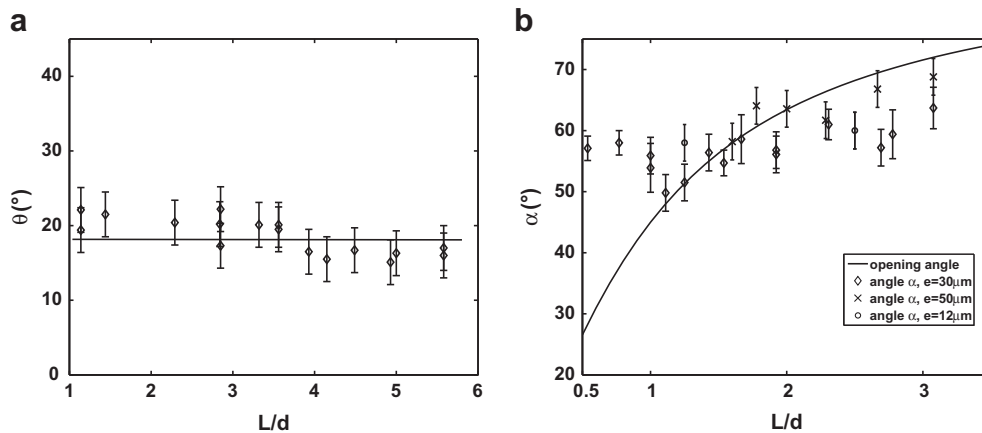 a
40
30
20
10
0
θ (°)
1 2 3 4 5 6
L/d
b
70
60
50
40
30
20
α (°)
0.5 1 2 3
L/d
opening angle
angle α, e=30μm
angle α, e=50μm
angle α, e=12μm